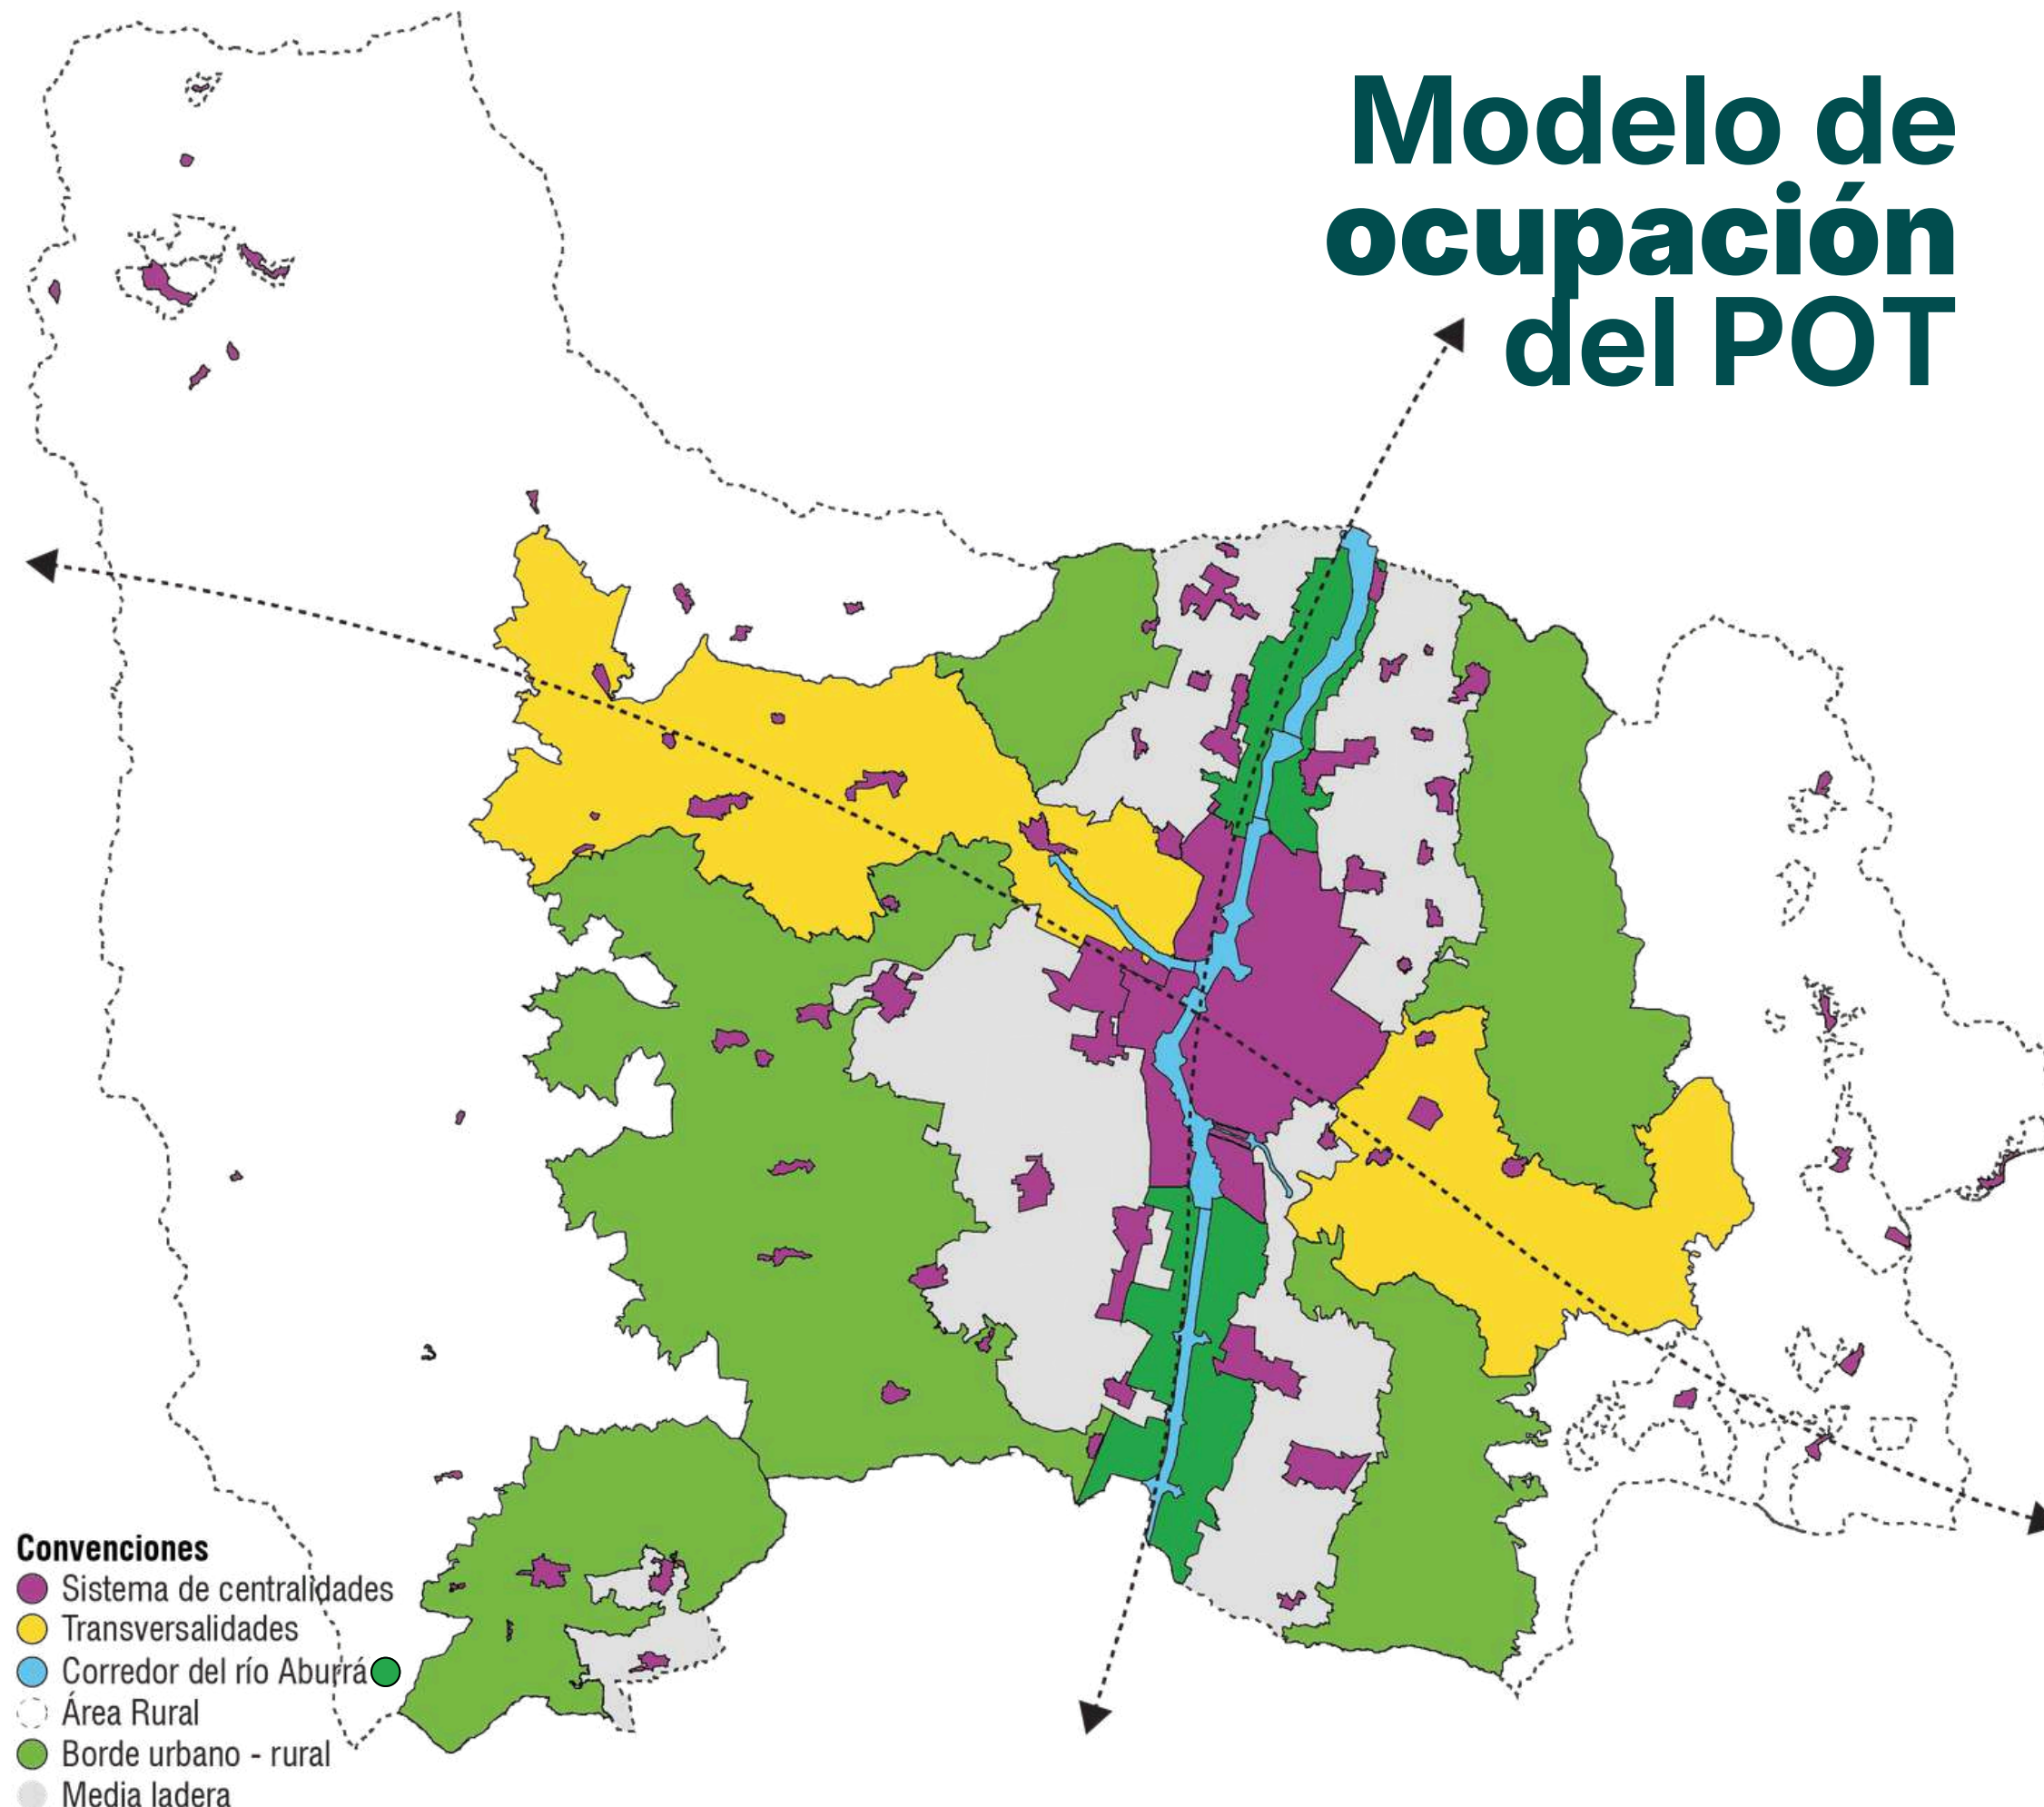 Modelo de
ocupación
del POT
Convenciones
Sistema de centralidades
Transversalidades
Corredor del río Aburrá
Área Rural
Borde urbano - rural
Media ladera